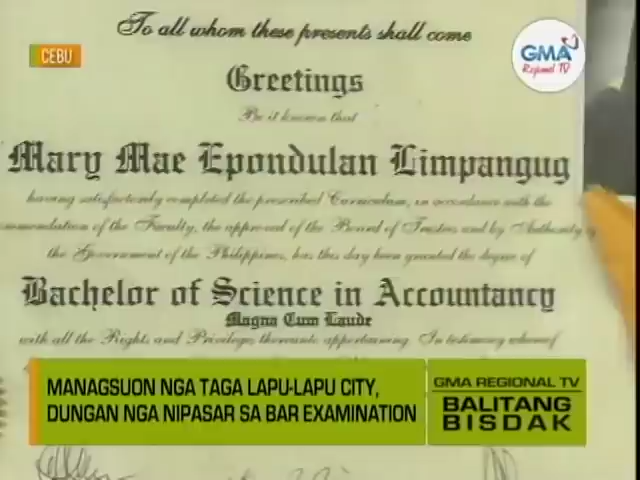 To all whom these presents shall come
CEBU
GMA
Regional TV
Greetings
Be it known that
Mary Mae Epondulan Limpangug
having satisfactorily completed the prescribed Curriculum, in accordance with the
mmendation of the Faculty, the approval of the Board of Trustees and by Authority of
the Government of the Philippines, has this day been granted the degree of
Bachelor of Science in Accountancy
Magna Cum Laude
with all the Rights and Privileges thereunto appertaining. In testimony whereof
MANAGSUON NGA TAGA LAPU-LAPU CITY,
DUNGAN NGA NIPASAR SA BAR EXAMINATION
GMA REGIONAL TV
BALITANG
BISDAK